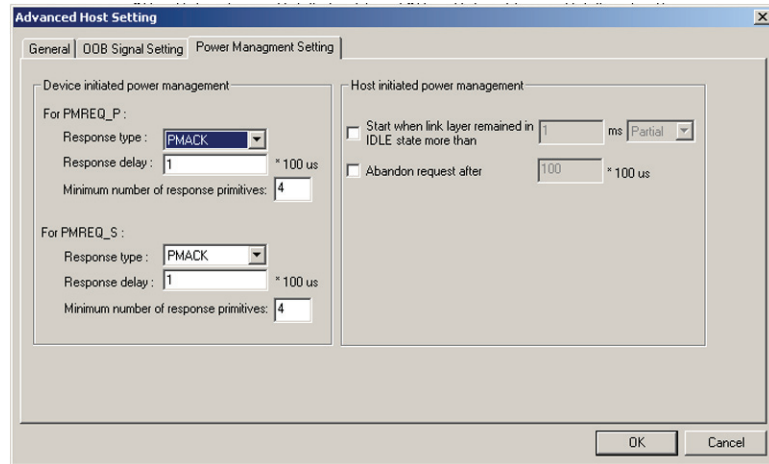 Advanced Host Setting
General OOB Signal Setting Power Managment Setting
Device initiated power management
For PMREQ_P :
Response type : PMACK
Response delay : 1 * 100 us
Minimum number of response primitives: 4
For PMREQ_S :
Response type : PMACK
Response delay : 1 * 100 us
Minimum number of response primitives: 4
Host initiated power management
Start when link layer remained in
IDLE state more than 1 ms Partial
Abandon request after 100 * 100 us
OK Cancel